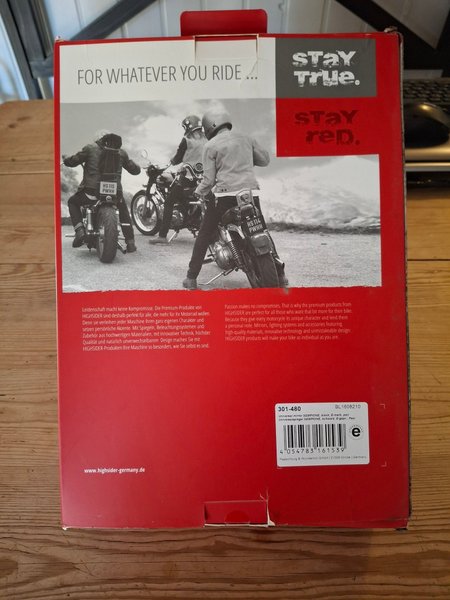 FOR WHATEVER YOU RIDE ...
STAY
TRUE.
STAY
RED.
Leidenschaft macht keine Kompromisse. Die Premium-Produkte von
HIGHSIDER sind deshalb perfekt für alle, die mehr für ihr Motorrad wollen.
Denn sie verleihen jeder Maschine ihren ganz eigenen Charakter und
setzen persönliche Akzente. Mit Spiegeln, Beleuchtungssystemen und
Zubehör aus hochwertigen Materialien, mit innovativer Technik, höchster
Qualität und natürlich unverwechselbarem Design machen Sie mit
HIGHSIDER-Produkten Ihre Maschine so besonders, wie Sie selbst es sind.
Passion makes no compromises. That is why the premium products from
HIGHSIDER are perfect for all those who want that bit more for their bike.
Because they give every motorcycle its unique character and lend them
a personal note. Mirrors, lighting systems and accessories featuring
high-quality materials, innovative technology and unmistakable design:
HIGHSIDER products will make your bike as individual as you are.
301-480
BL1608210
e
4 054783 161539
www.highsider-germany.de